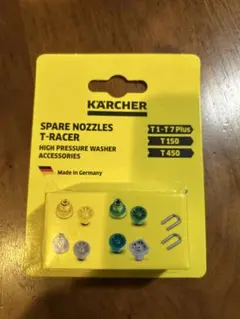 KÄRCHER
SPARE NOZZLES
T-RACER
HIGH PRESSURE WASHER
ACCESSORIES
Made in Germany
T 1 - T 7 Plus
T 150
T 450